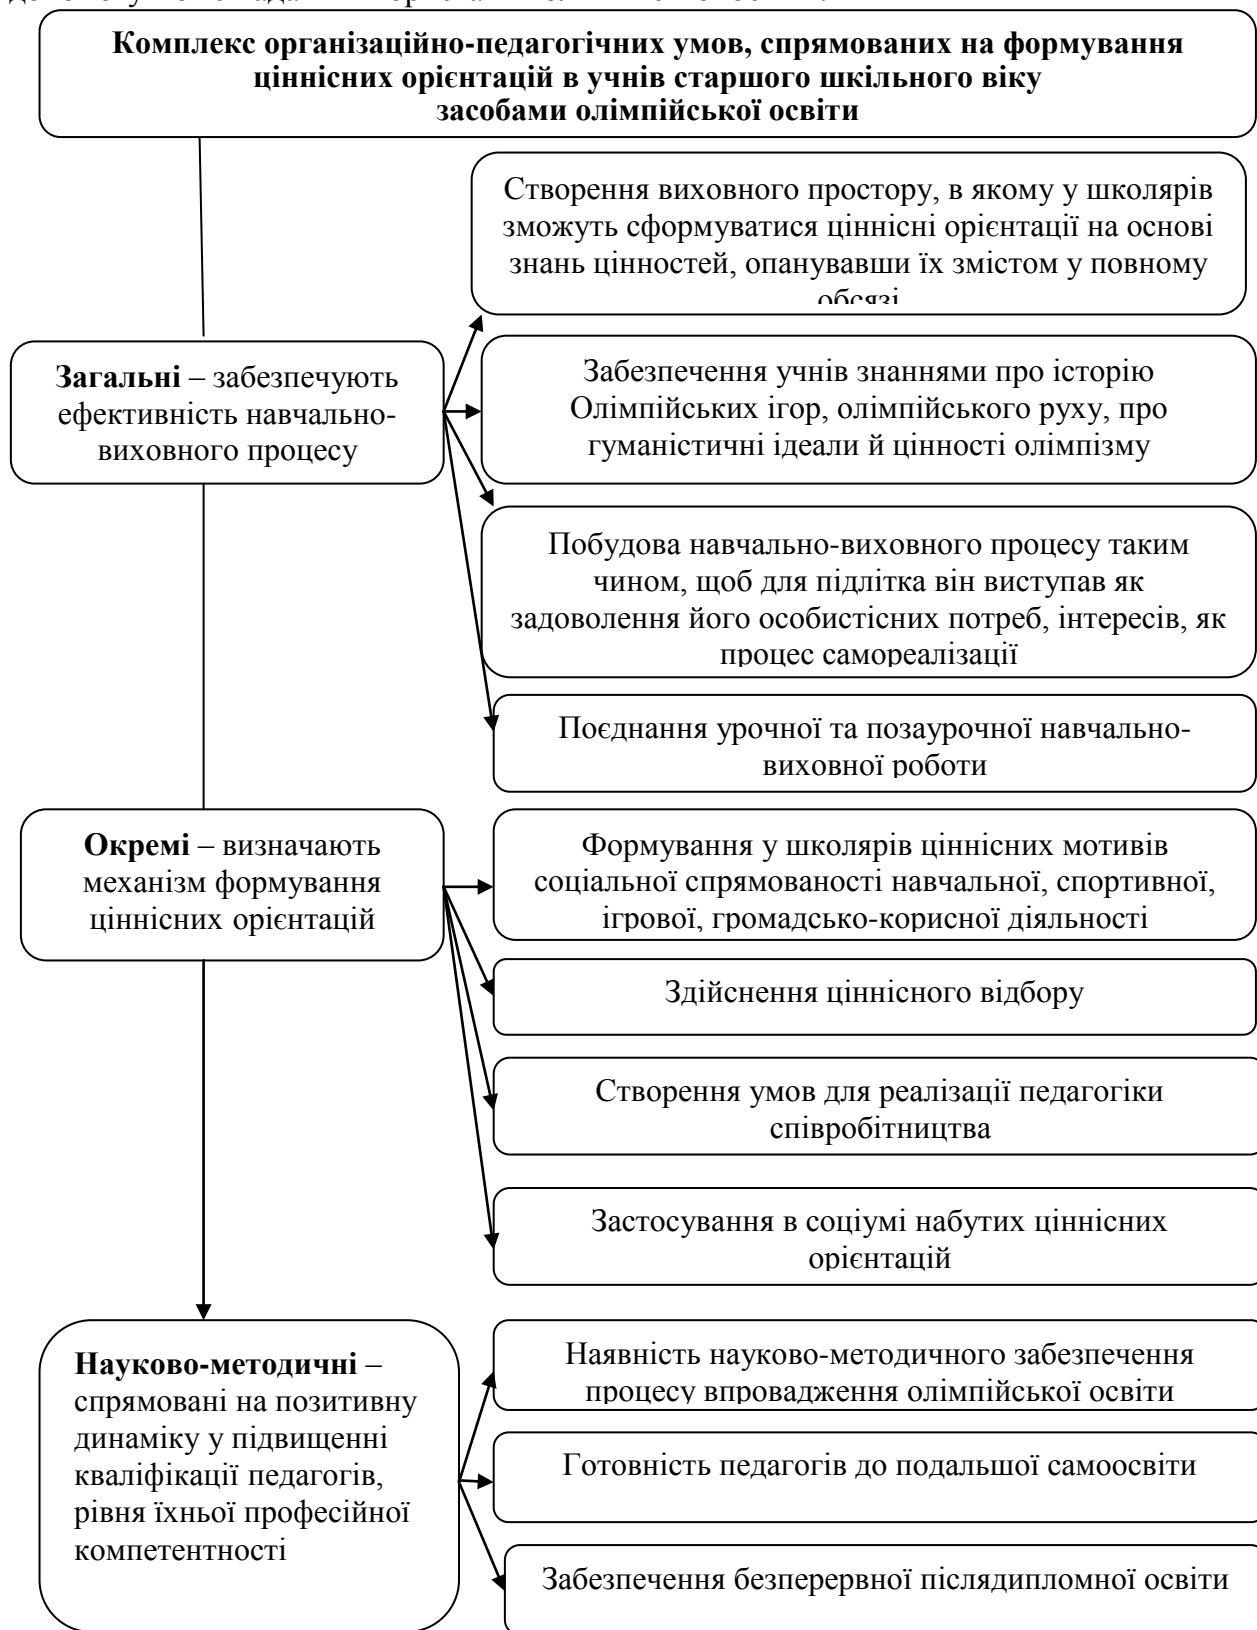 Комплекс організаційно-педагогічних умов, спрямованих на формування
ціннісних орієнтацій в учнів старшого шкільного віку
засобами олімпійської освіти
Створення виховного простору, в якому у школярів
зможуть сформуватися ціннісні орієнтації на основі
знань цінностей, опанувавши їх змістом у повному
обсязі
Загальні – забезпечують
ефективність навчально-
виховного процесу
Забезпечення учнів знаннями про історію
Олімпійських ігор, олімпійського руху, про
гуманістичні ідеали й цінності олімпізму
Побудова навчально-виховного процесу таким
чином, щоб для підлітка він виступав як
задоволення його особистісних потреб, інтересів, як
процес самореалізації
Поєднання урочної та позаурочної навчально-
виховної роботи
Окремі – визначають
механізм формування
ціннісних орієнтацій
Формування у школярів ціннісних мотивів
соціальної спрямованості навчальної, спортивної,
ігрової, громадсько-корисної діяльності
Здійснення ціннісного відбору
Створення умов для реалізації педагогіки
співробітництва
Застосування в соціумі набутих ціннісних
орієнтацій
Науково-методичні –
спрямовані на позитивну
динаміку у підвищенні
кваліфікації педагогів,
рівня їхньої професійної
компетентності
Наявність науково-методичного забезпечення
процесу впровадження олімпійської освіти
Готовність педагогів до подальшої самоосвіти
Забезпечення безперервної післядипломної освіти